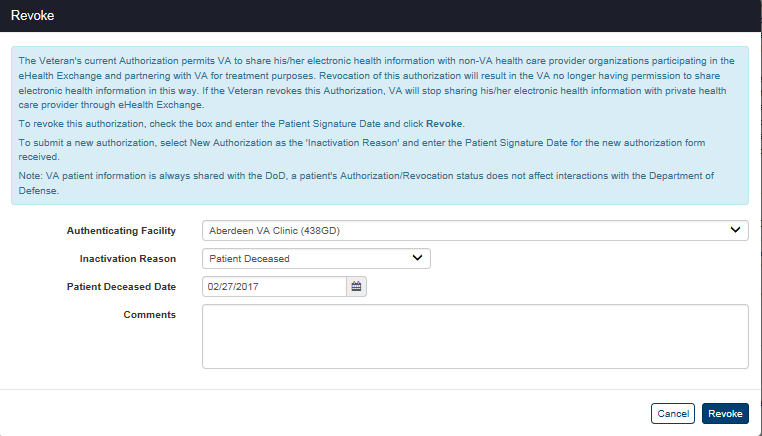 Revoke
The Veteran's current Authorization permits VA to share his/her electronic health information with non-VA health care provider organizations participating in the
eHealth Exchange and partnering with VA for treatment purposes. Revocation of this authorization will result in the VA no longer having permission to share
electronic health information in this way. If the Veteran revokes this Authorization, VA will stop sharing his/her electronic health information with private health
care provider through eHealth Exchange.
To revoke this authorization, check the box and enter the Patient Signature Date and click Revoke.
To submit a new authorization, select New Authorization as the 'Inactivation Reason' and enter the Patient Signature Date for the new authorization form
received.
Note: VA patient information is always shared with the DoD, a patient's Authorization/Revocation status does not affect interactions with the Department of
Defense.
Authenticating Facility Aberdeen VA Clinic (438GD)
Inactivation Reason Patient Deceased
Patient Deceased Date 02/27/2017
Comments
Cancel Revoke